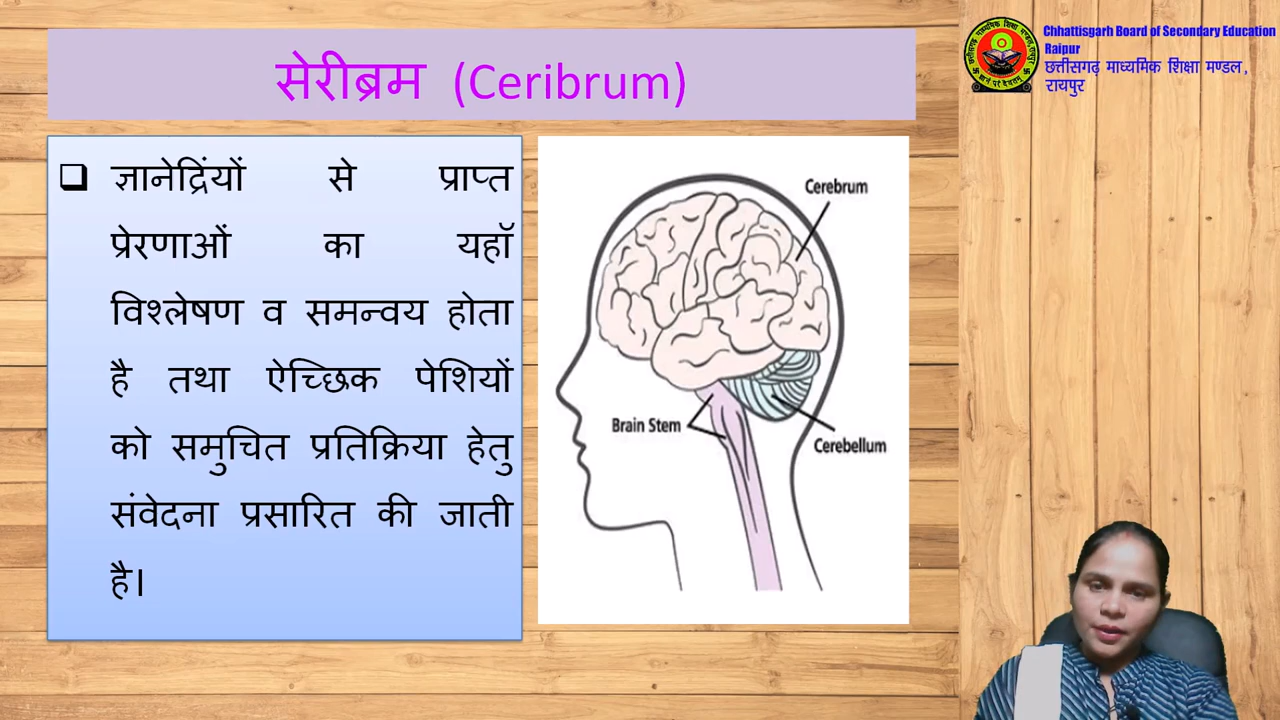 सेरीब्रम (Ceribrum)
Chhattisgarh Board of Secondary Education
Raipur
छत्तीसगढ़ माध्यमिक शिक्षा मण्डल,
रायपुर
❑ ज्ञानेद्रिंयों से प्राप्त
प्रेरणाओं का यहॉ
विश्लेषण व समन्वय होता
है तथा ऐच्छिक पेशियों
को समुचित प्रतिक्रिया हेतु
संवेदना प्रसारित की जाती
है।
Cerebrum
Brain Stem
Cerebellum